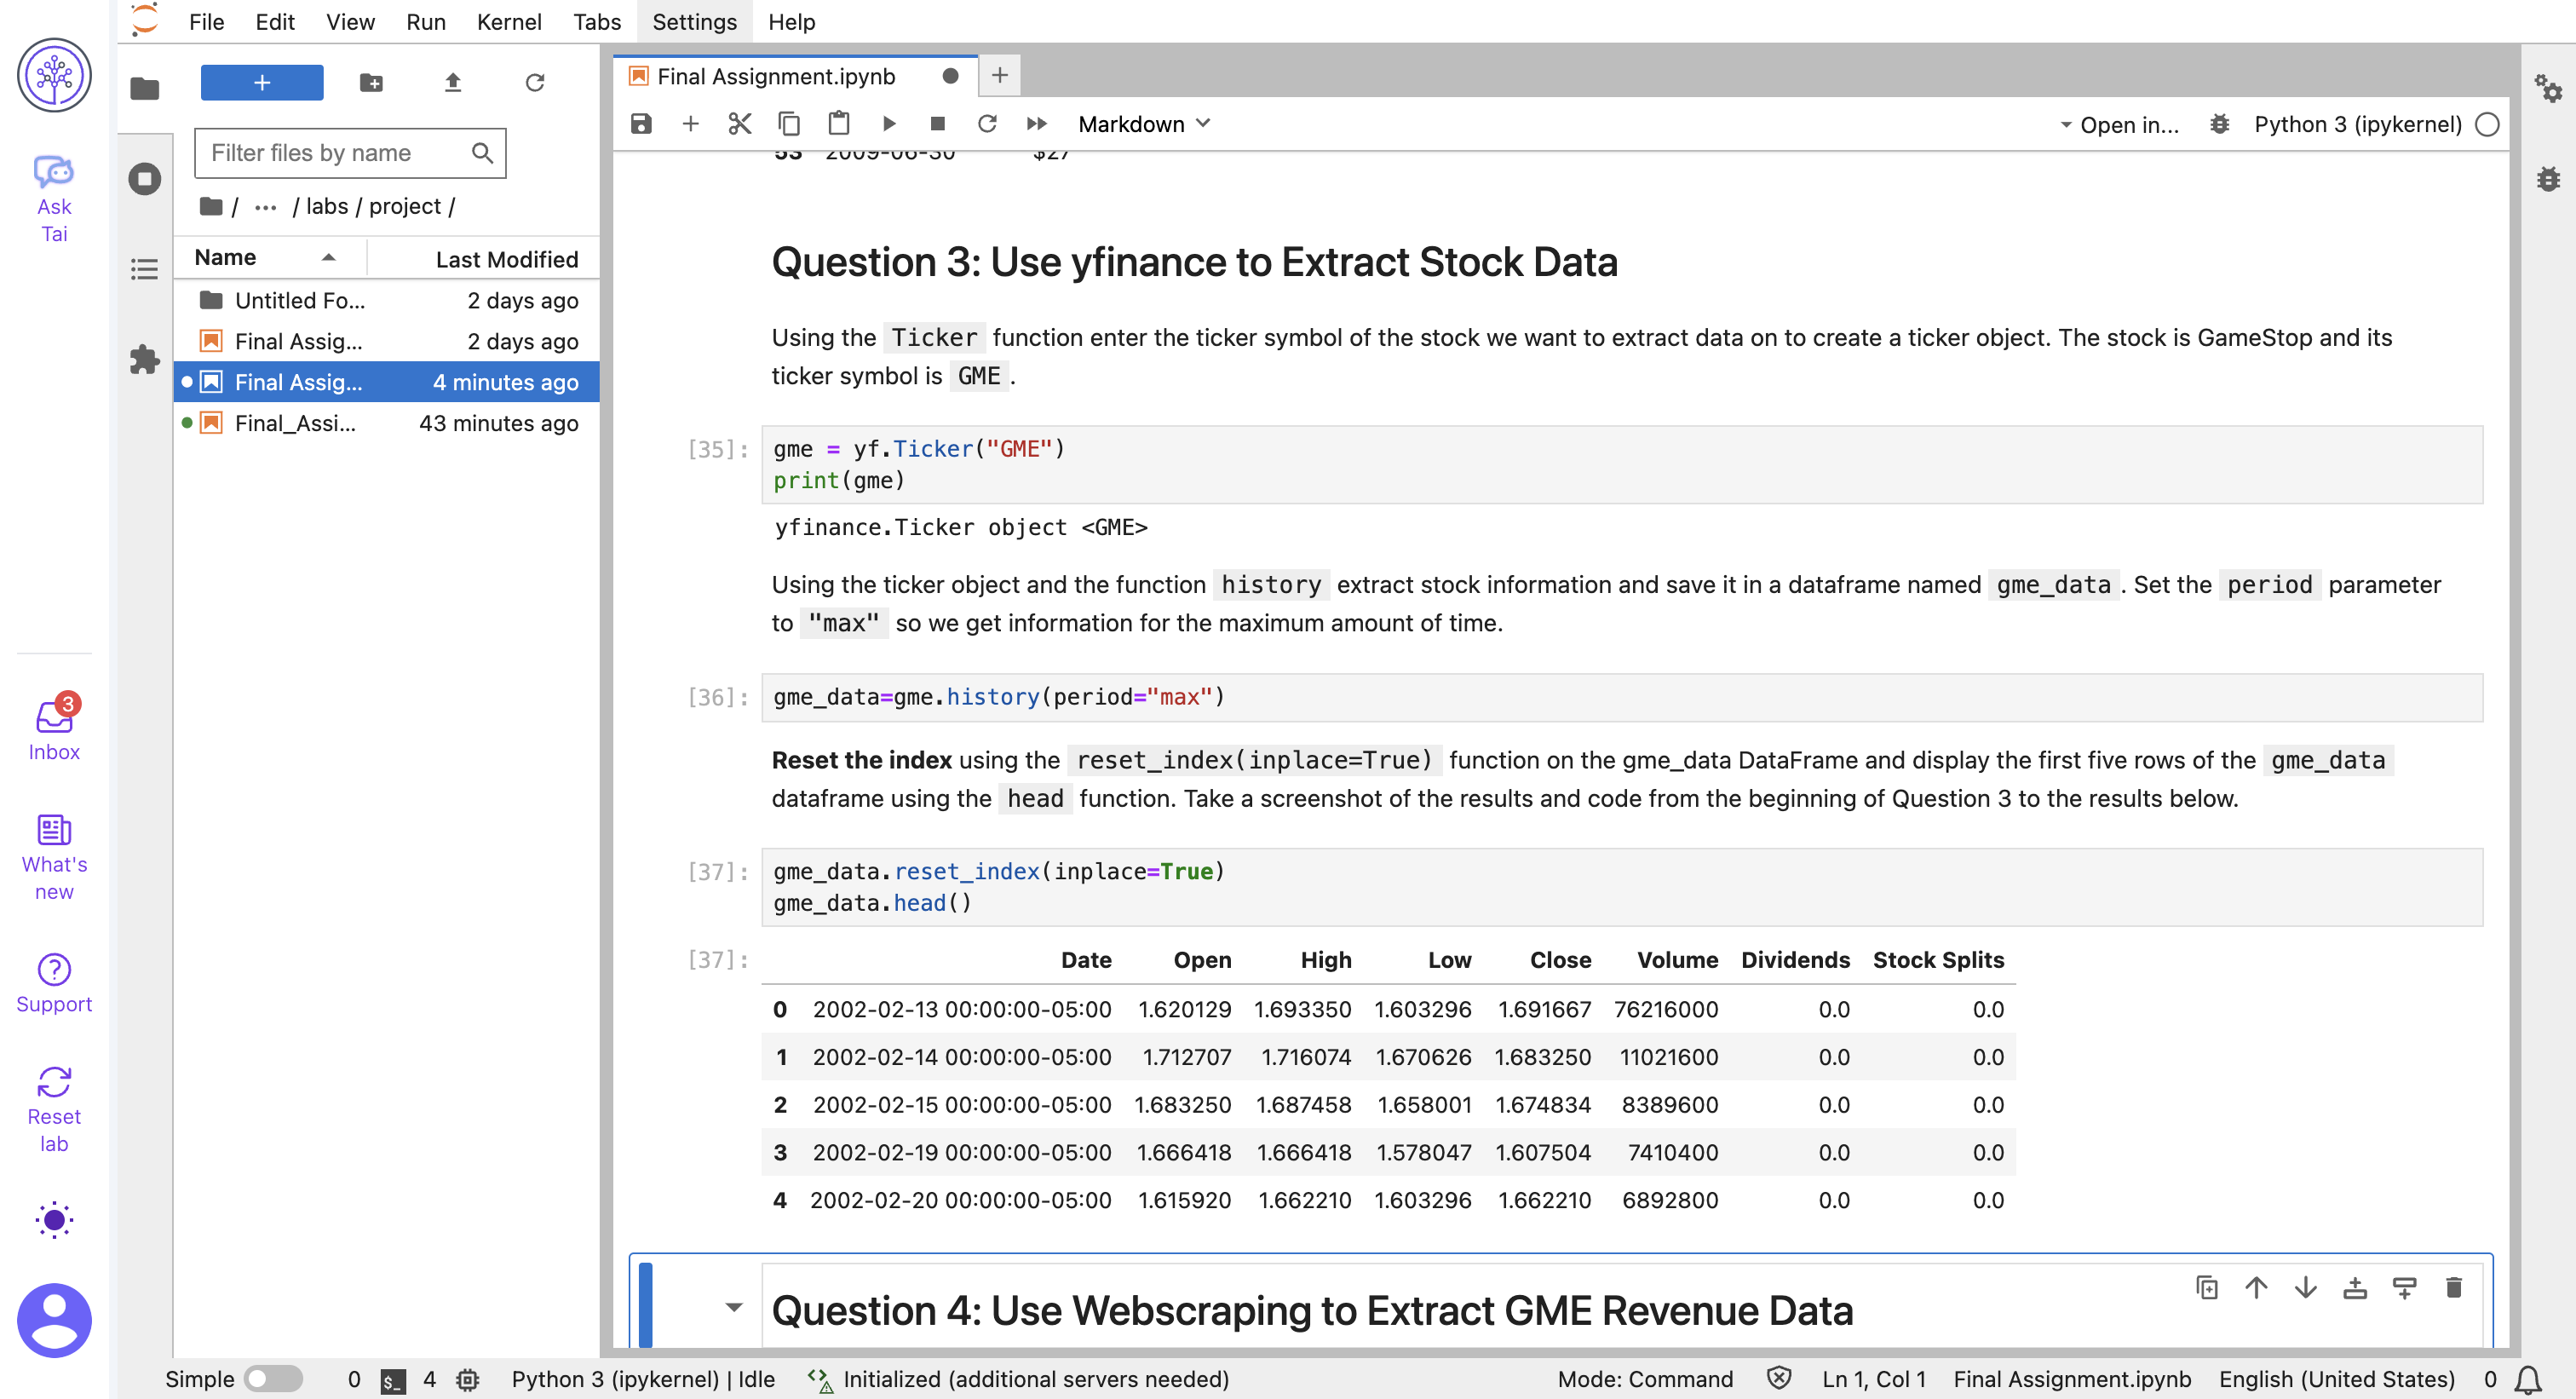 File Edit View Run Kernel Tabs Settings Help
Ask
Tai
3
Inbox
What's
new
Support
Reset
lab
+
Filter files by name
/ ... / labs / project /
Name Last Modified
Untitled Fo... 2 days ago
Final Assig... 2 days ago
Final Assig... 4 minutes ago
Final_Assi... 43 minutes ago
Final Assignment.ipynb
Markdown
Open in...
Python 3 (ipykernel)
53 2009-06-30 $27
Question 3: Use yfinance to Extract Stock Data
Using the Ticker function enter the ticker symbol of the stock we want to extract data on to create a ticker object. The stock is GameStop and its
ticker symbol is GME .
[35]: gme = yf.Ticker("GME")
print(gme)
yfinance.Ticker object <GME>
Using the ticker object and the function history extract stock information and save it in a dataframe named gme_data . Set the period parameter
to "max" so we get information for the maximum amount of time.
[36]: gme_data=gme.history(period="max")
Reset the index using the reset_index(inplace=True) function on the gme_data DataFrame and display the first five rows of the gme_data
dataframe using the head function. Take a screenshot of the results and code from the beginning of Question 3 to the results below.
[37]: gme_data.reset_index(inplace=True)
gme_data.head()
[37]: Date Open High Low Close Volume Dividends Stock Splits
0 2002-02-13 00:00:00-05:00 1.620129 1.693350 1.603296 1.691667 76216000 0.0 0.0
1 2002-02-14 00:00:00-05:00 1.712707 1.716074 1.670626 1.683250 11021600 0.0 0.0
2 2002-02-15 00:00:00-05:00 1.683250 1.687458 1.658001 1.674834 8389600 0.0 0.0
3 2002-02-19 00:00:00-05:00 1.666418 1.666418 1.578047 1.607504 7410400 0.0 0.0
4 2002-02-20 00:00:00-05:00 1.615920 1.662210 1.603296 1.662210 6892800 0.0 0.0
Question 4: Use Webscraping to Extract GME Revenue Data
Simple 0 $_ 4 Python 3 (ipykernel) | Idle Initialized (additional servers needed) Mode: Command Ln 1, Col 1 Final Assignment.ipynb English (United States) 0